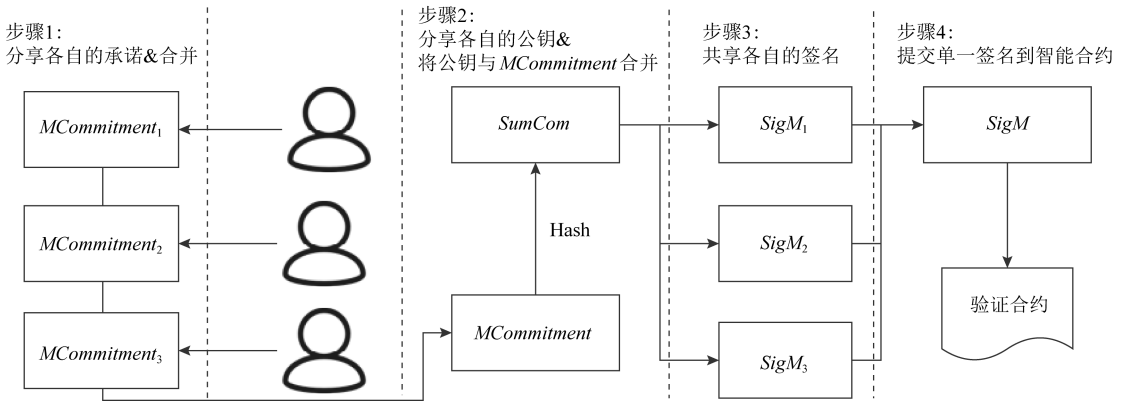 步骤1：
分享各自的承诺&合并
MCommitment₁
MCommitment₂
MCommitment₃
步骤2：
分享各自的公钥&
将公钥与MCommitment合并
SumCom
Hash
MCommitment
步骤3：
共享各自的签名
SigM₁
SigM₂
SigM₃
步骤4：
提交单一签名到智能合约
SigM
验证合约